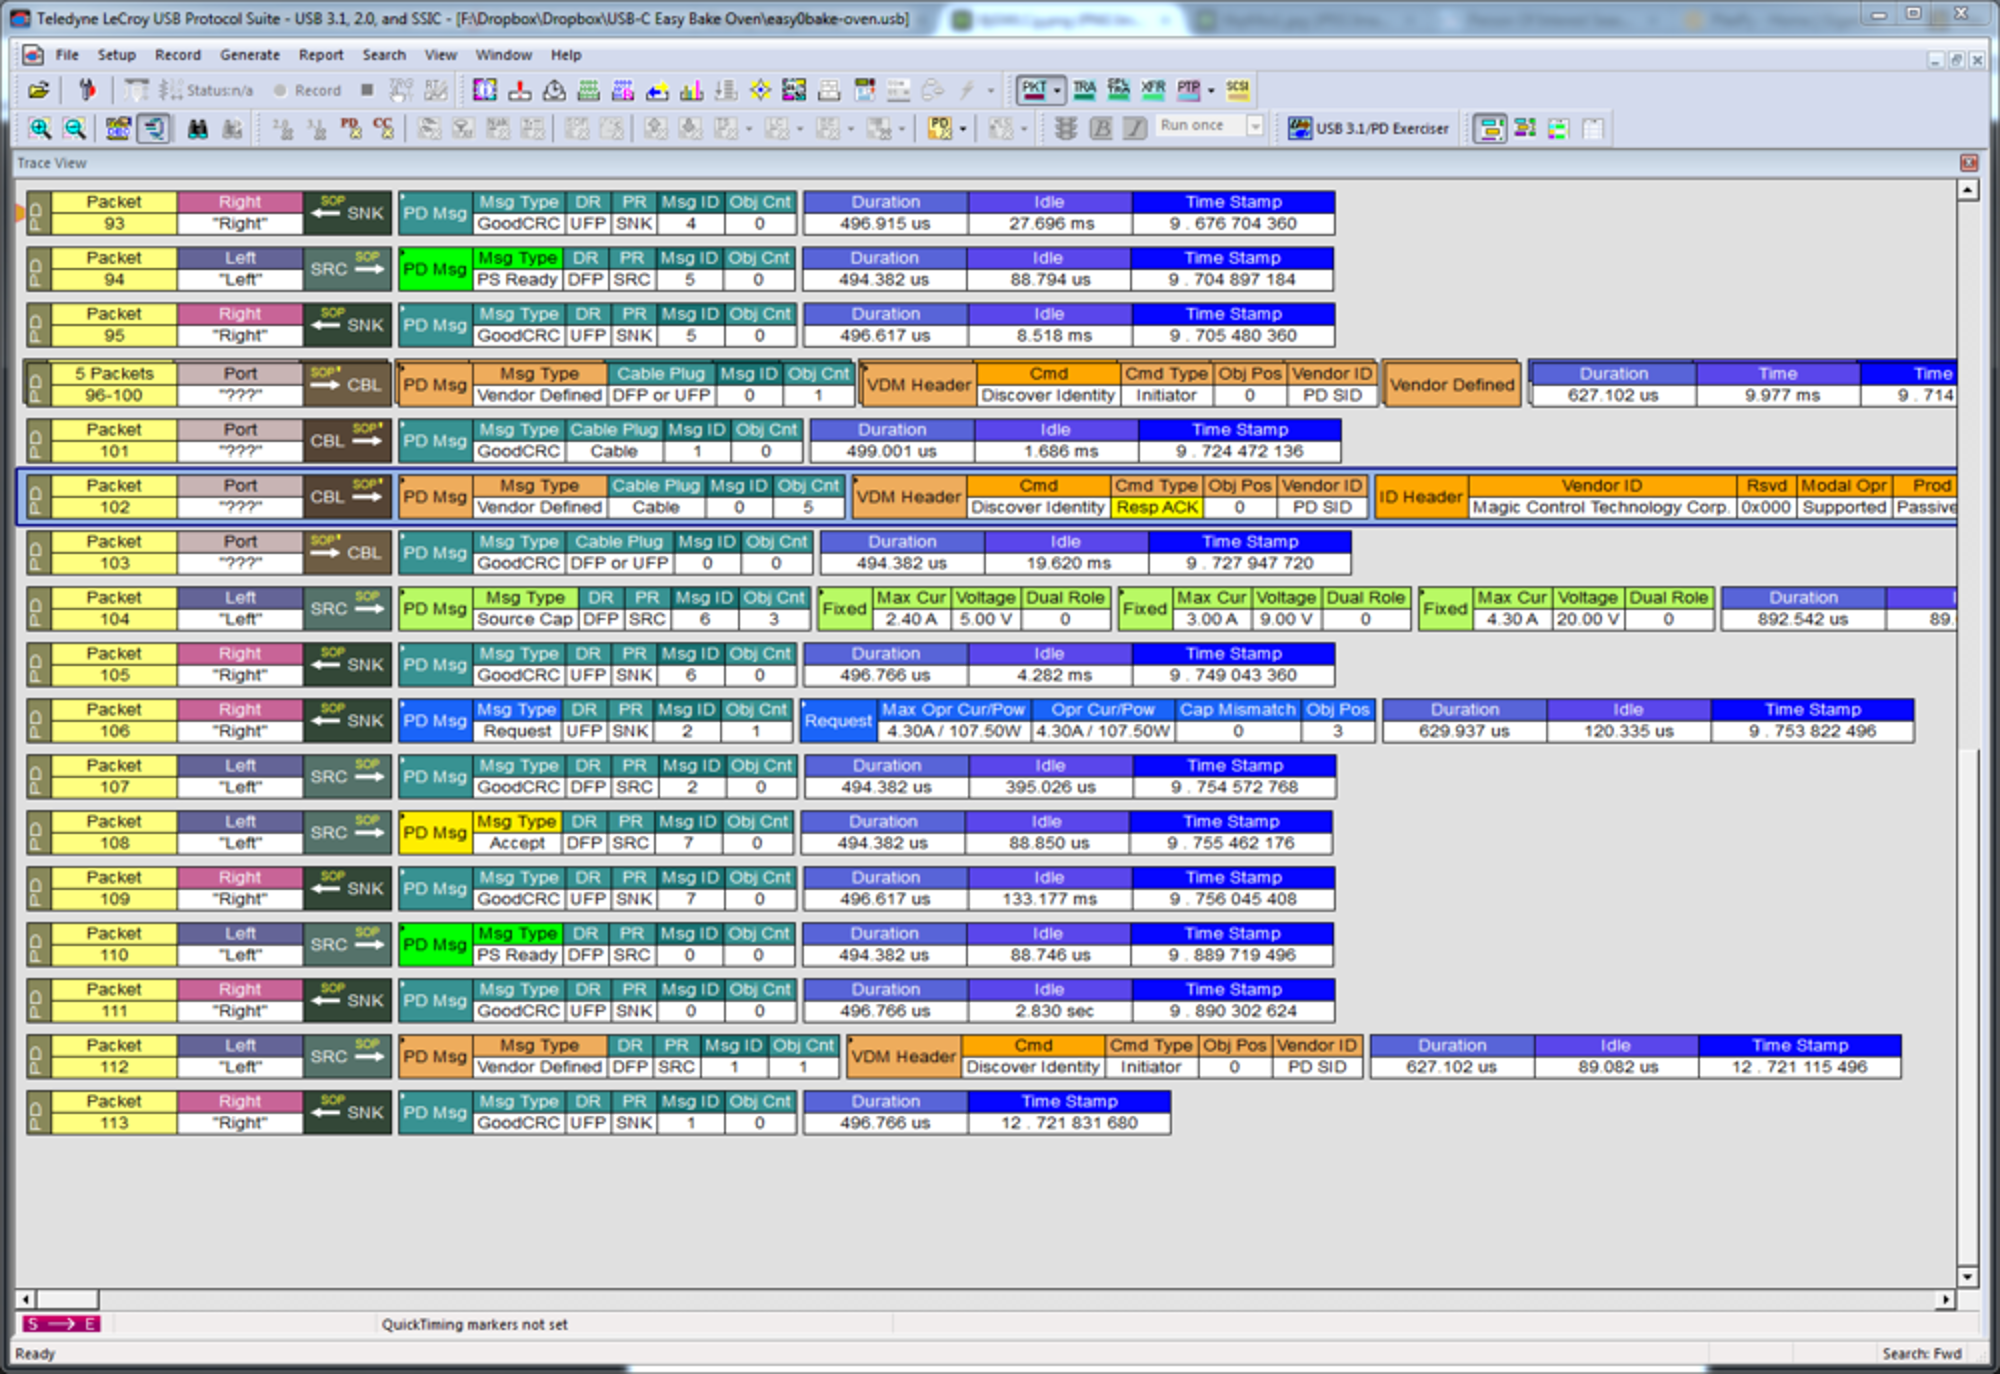 Teledyne LeCroy USB Protocol Suite - USB 3.1, 2.0, and SSIC - [F:\Dropbox\Dropbox\USB-C Easy Bake Oven\easy0bake-oven.usb]
File Setup Record Generate Report Search View Window Help
Status:n/a Record PKT TRA XFR PTP SCSI
PD CC PD Run once USB 3.1/PD Exerciser
Trace View
Packet Right SOP SNK PD Msg Msg Type DR PR Msg ID Obj Cnt Duration Idle Time Stamp
93 "Right" GoodCRC UFP SNK 4 0 496.915 us 27.696 ms 9 . 676 704 360
Packet Left SRC SOP PD Msg Msg Type DR PR Msg ID Obj Cnt Duration Idle Time Stamp
94 "Left" PS Ready DFP SRC 5 0 494.382 us 88.794 us 9 . 704 897 184
Packet Right SOP SNK PD Msg Msg Type DR PR Msg ID Obj Cnt Duration Idle Time Stamp
95 "Right" GoodCRC UFP SNK 5 0 496.617 us 8.518 ms 9 . 705 480 360
5 Packets Port SOP' CBL PD Msg Msg Type Cable Plug Msg ID Obj Cnt VDM Header Cmd Cmd Type Obj Pos Vendor ID Vendor Defined Duration Time Time
96-100 "???" Vendor Defined DFP or UFP 0 1 Discover Identity Initiator 0 PD SID 627.102 us 9.977 ms 9 . 714
Packet Port CBL SOP' PD Msg Msg Type Cable Plug Msg ID Obj Cnt Duration Idle Time Stamp
101 "???" GoodCRC Cable 1 0 499.001 us 1.686 ms 9 . 724 472 136
Packet Port CBL SOP' PD Msg Msg Type Cable Plug Msg ID Obj Cnt VDM Header Cmd Cmd Type Obj Pos Vendor ID ID Header Vendor ID Rsvd Modal Opr Prod
102 "???" Vendor Defined Cable 0 5 Discover Identity Resp ACK 0 PD SID Magic Control Technology Corp. 0x000 Supported Passive
Packet Port SOP' CBL PD Msg Msg Type Cable Plug Msg ID Obj Cnt Duration Idle Time Stamp
103 "???" GoodCRC DFP or UFP 0 0 494.382 us 19.620 ms 9 . 727 947 720
Packet Left SRC SOP PD Msg Msg Type DR PR Msg ID Obj Cnt Fixed Max Cur Voltage Dual Role Fixed Max Cur Voltage Dual Role Fixed Max Cur Voltage Dual Role Duration
104 "Left" Source Cap DFP SRC 6 3 2.40 A 5.00 V 0 3.00 A 9.00 V 0 4.30 A 20.00 V 0 892.542 us 89.
Packet Right SOP SNK PD Msg Msg Type DR PR Msg ID Obj Cnt Duration Idle Time Stamp
105 "Right" GoodCRC UFP SNK 6 0 496.766 us 4.282 ms 9 . 749 043 360
Packet Right SOP SNK PD Msg Msg Type DR PR Msg ID Obj Cnt Request Max Opr Cur/Pow Opr Cur/Pow Cap Mismatch Obj Pos Duration Idle Time Stamp
106 "Right" Request UFP SNK 2 1 4.30A / 107.50W 4.30A / 107.50W 0 3 629.937 us 120.335 us 9 . 753 822 496
Packet Left SRC SOP PD Msg Msg Type DR PR Msg ID Obj Cnt Duration Idle Time Stamp
107 "Left" GoodCRC DFP SRC 2 0 494.382 us 395.026 us 9 . 754 572 768
Packet Left SRC SOP PD Msg Msg Type DR PR Msg ID Obj Cnt Duration Idle Time Stamp
108 "Left" Accept DFP SRC 7 0 494.382 us 88.850 us 9 . 755 462 176
Packet Right SOP SNK PD Msg Msg Type DR PR Msg ID Obj Cnt Duration Idle Time Stamp
109 "Right" GoodCRC UFP SNK 7 0 496.617 us 133.177 ms 9 . 756 045 408
Packet Left SRC SOP PD Msg Msg Type DR PR Msg ID Obj Cnt Duration Idle Time Stamp
110 "Left" PS Ready DFP SRC 0 0 494.382 us 88.746 us 9 . 889 719 496
Packet Right SOP SNK PD Msg Msg Type DR PR Msg ID Obj Cnt Duration Idle Time Stamp
111 "Right" GoodCRC UFP SNK 0 0 496.766 us 2.830 sec 9 . 890 302 624
Packet Left SRC SOP PD Msg Msg Type DR PR Msg ID Obj Cnt VDM Header Cmd Cmd Type Obj Pos Vendor ID Duration Idle Time Stamp
112 "Left" Vendor Defined DFP SRC 1 1 Discover Identity Initiator 0 PD SID 627.102 us 89.082 us 12 . 721 115 496
Packet Right SOP SNK PD Msg Msg Type DR PR Msg ID Obj Cnt Duration Time Stamp
113 "Right" GoodCRC UFP SNK 1 0 496.766 us 12 . 721 831 680
S → E QuickTiming markers not set
Ready Search: Fwd